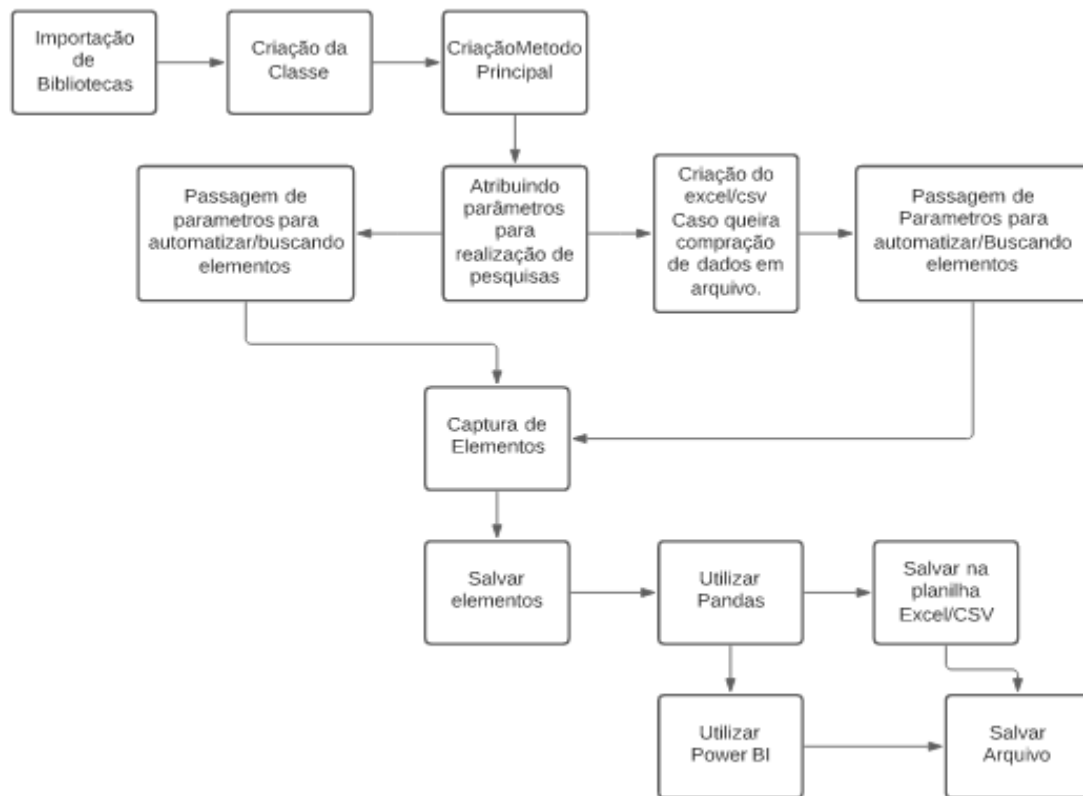 Importação
de
Bibliotecas
Criação da
Classe
CriaçãoMetodo
Principal
Passagem de
parametros para
automatizar/buscando
elementos
Atribuindo
parâmetros
para
realização de
pesquisas
Criação do
excel/csv
Caso queira
compração
de dados em
arquivo.
Passagem de
Parametros para
automatizar/Buscando
elementos
Captura de
Elementos
Salvar
elementos
Utilizar
Pandas
Salvar na
planilha
Excel/CSV
Utilizar
Power BI
Salvar
Arquivo